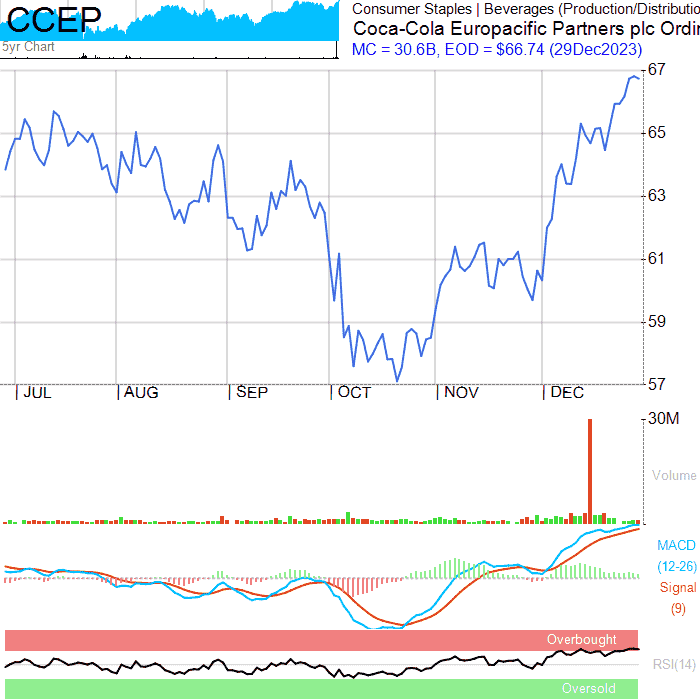 CCEP
5yr Chart
Consumer Staples | Beverages (Production/Distributio
Coca-Cola Europacific Partners plc Ordin
MC = 30.6B, EOD = $66.74 (29Dec2023)
67
65
63
61
59
57
JUL AUG SEP OCT NOV DEC
30M
Volume
MACD
(12-26)
Signal
(9)
Overbought
RSI(14)
Oversold